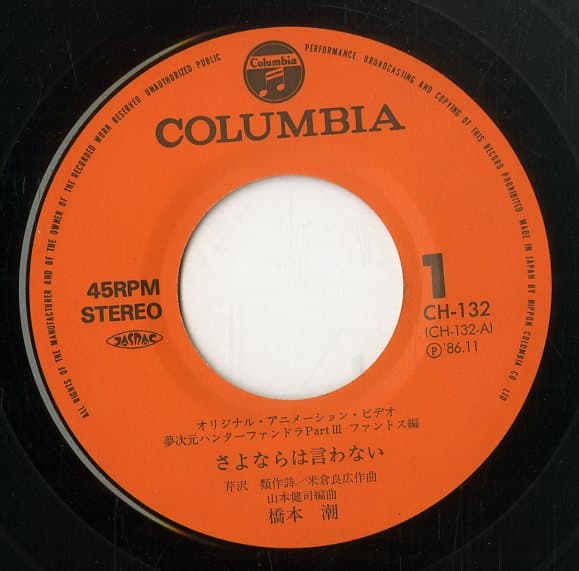 ALL RIGHTS OF THE MANUFACTURER AND OF THE OWNER OF THE RECORDED WORK RESERVED. UNAUTHORIZED PUBLIC PERFORMANCE BROADCASTING AND COPYING OF THIS RECORD PROHIBITED. MADE IN JAPAN BY NIPPON COLUMBIA CO. LTD
Columbia
COLUMBIA
45RPM
STEREO
JASRAC
1
CH-132
(CH-132-A)
Ⓟ'86.11
オリジナル・アニメーション・ビデオ
夢次元ハンターファンドラPartⅢ ファントス編
さよならは言わない
芹沢 類作詩/米倉良広作曲
山本健司編曲
橋本 潮